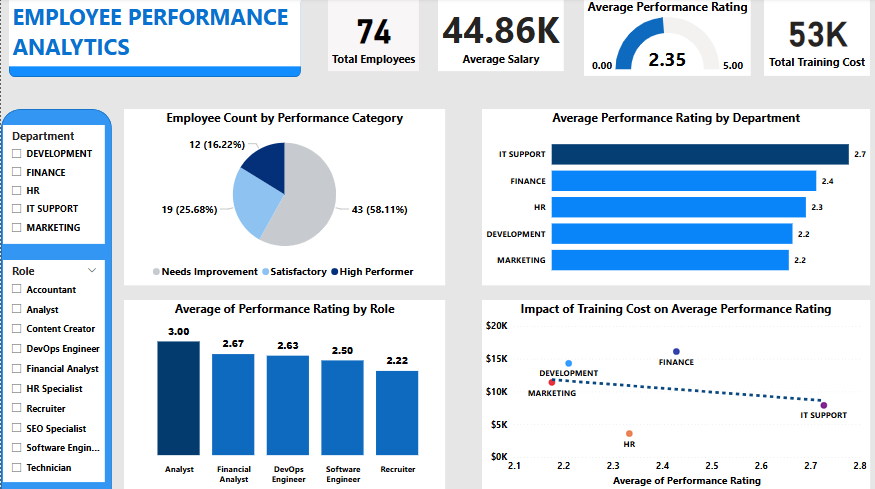 EMPLOYEE PERFORMANCE
ANALYTICS
74
Total Employees
44.86K
Average Salary
Average Performance Rating
0.00
2.35
5.00
53K
Total Training Cost
Department
DEVELOPMENT
FINANCE
HR
IT SUPPORT
MARKETING
Role
Accountant
Analyst
Content Creator
DevOps Engineer
Financial Analyst
HR Specialist
Recruiter
SEO Specialist
Software Engin...
Technician
Employee Count by Performance Category
12 (16.22%)
19 (25.68%)
43 (58.11%)
Needs Improvement
Satisfactory
High Performer
Average Performance Rating by Department
IT SUPPORT
2.7
FINANCE
2.4
HR
2.3
DEVELOPMENT
2.2
MARKETING
2.2
Average of Performance Rating by Role
3.00
2.67
2.63
2.50
2.22
Analyst
Financial
Analyst
DevOps
Engineer
Software
Engineer
Recruiter
Impact of Training Cost on Average Performance Rating
$20K
$15K
$10K
$5K
$0K
FINANCE
DEVELOPMENT
MARKETING
IT SUPPORT
HR
2.1
2.2
2.3
2.4
2.5
2.6
2.7
2.8
Average of Performance Rating